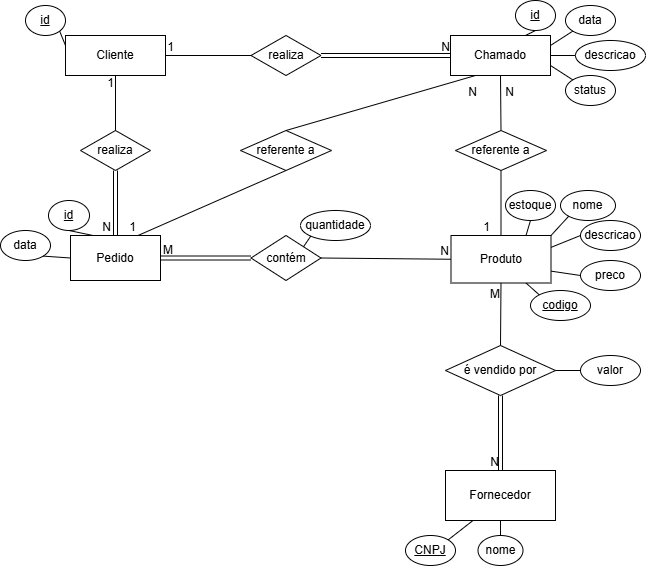 id
Cliente
1
realiza
N
Chamado
id
data
descricao
status
1
N
N
realiza
referente a
referente a
id
N
1
data
Pedido
M
quantidade
contém
N
1
estoque
nome
descricao
Produto
preco
codigo
M
é vendido por
valor
N
Fornecedor
CNPJ
nome